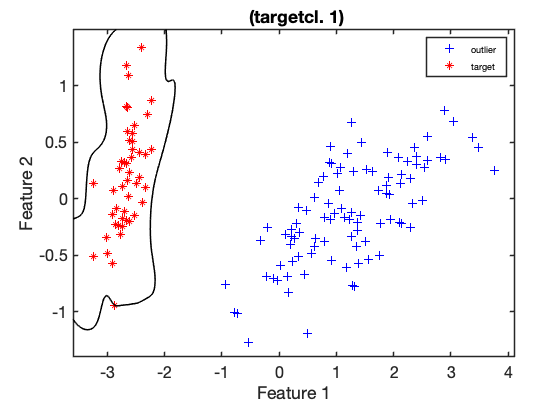 (targetcl. 1)
outlier
target
1
0.5
0
-0.5
-1
Feature 2
-3
-2
-1
0
1
2
3
4
Feature 1